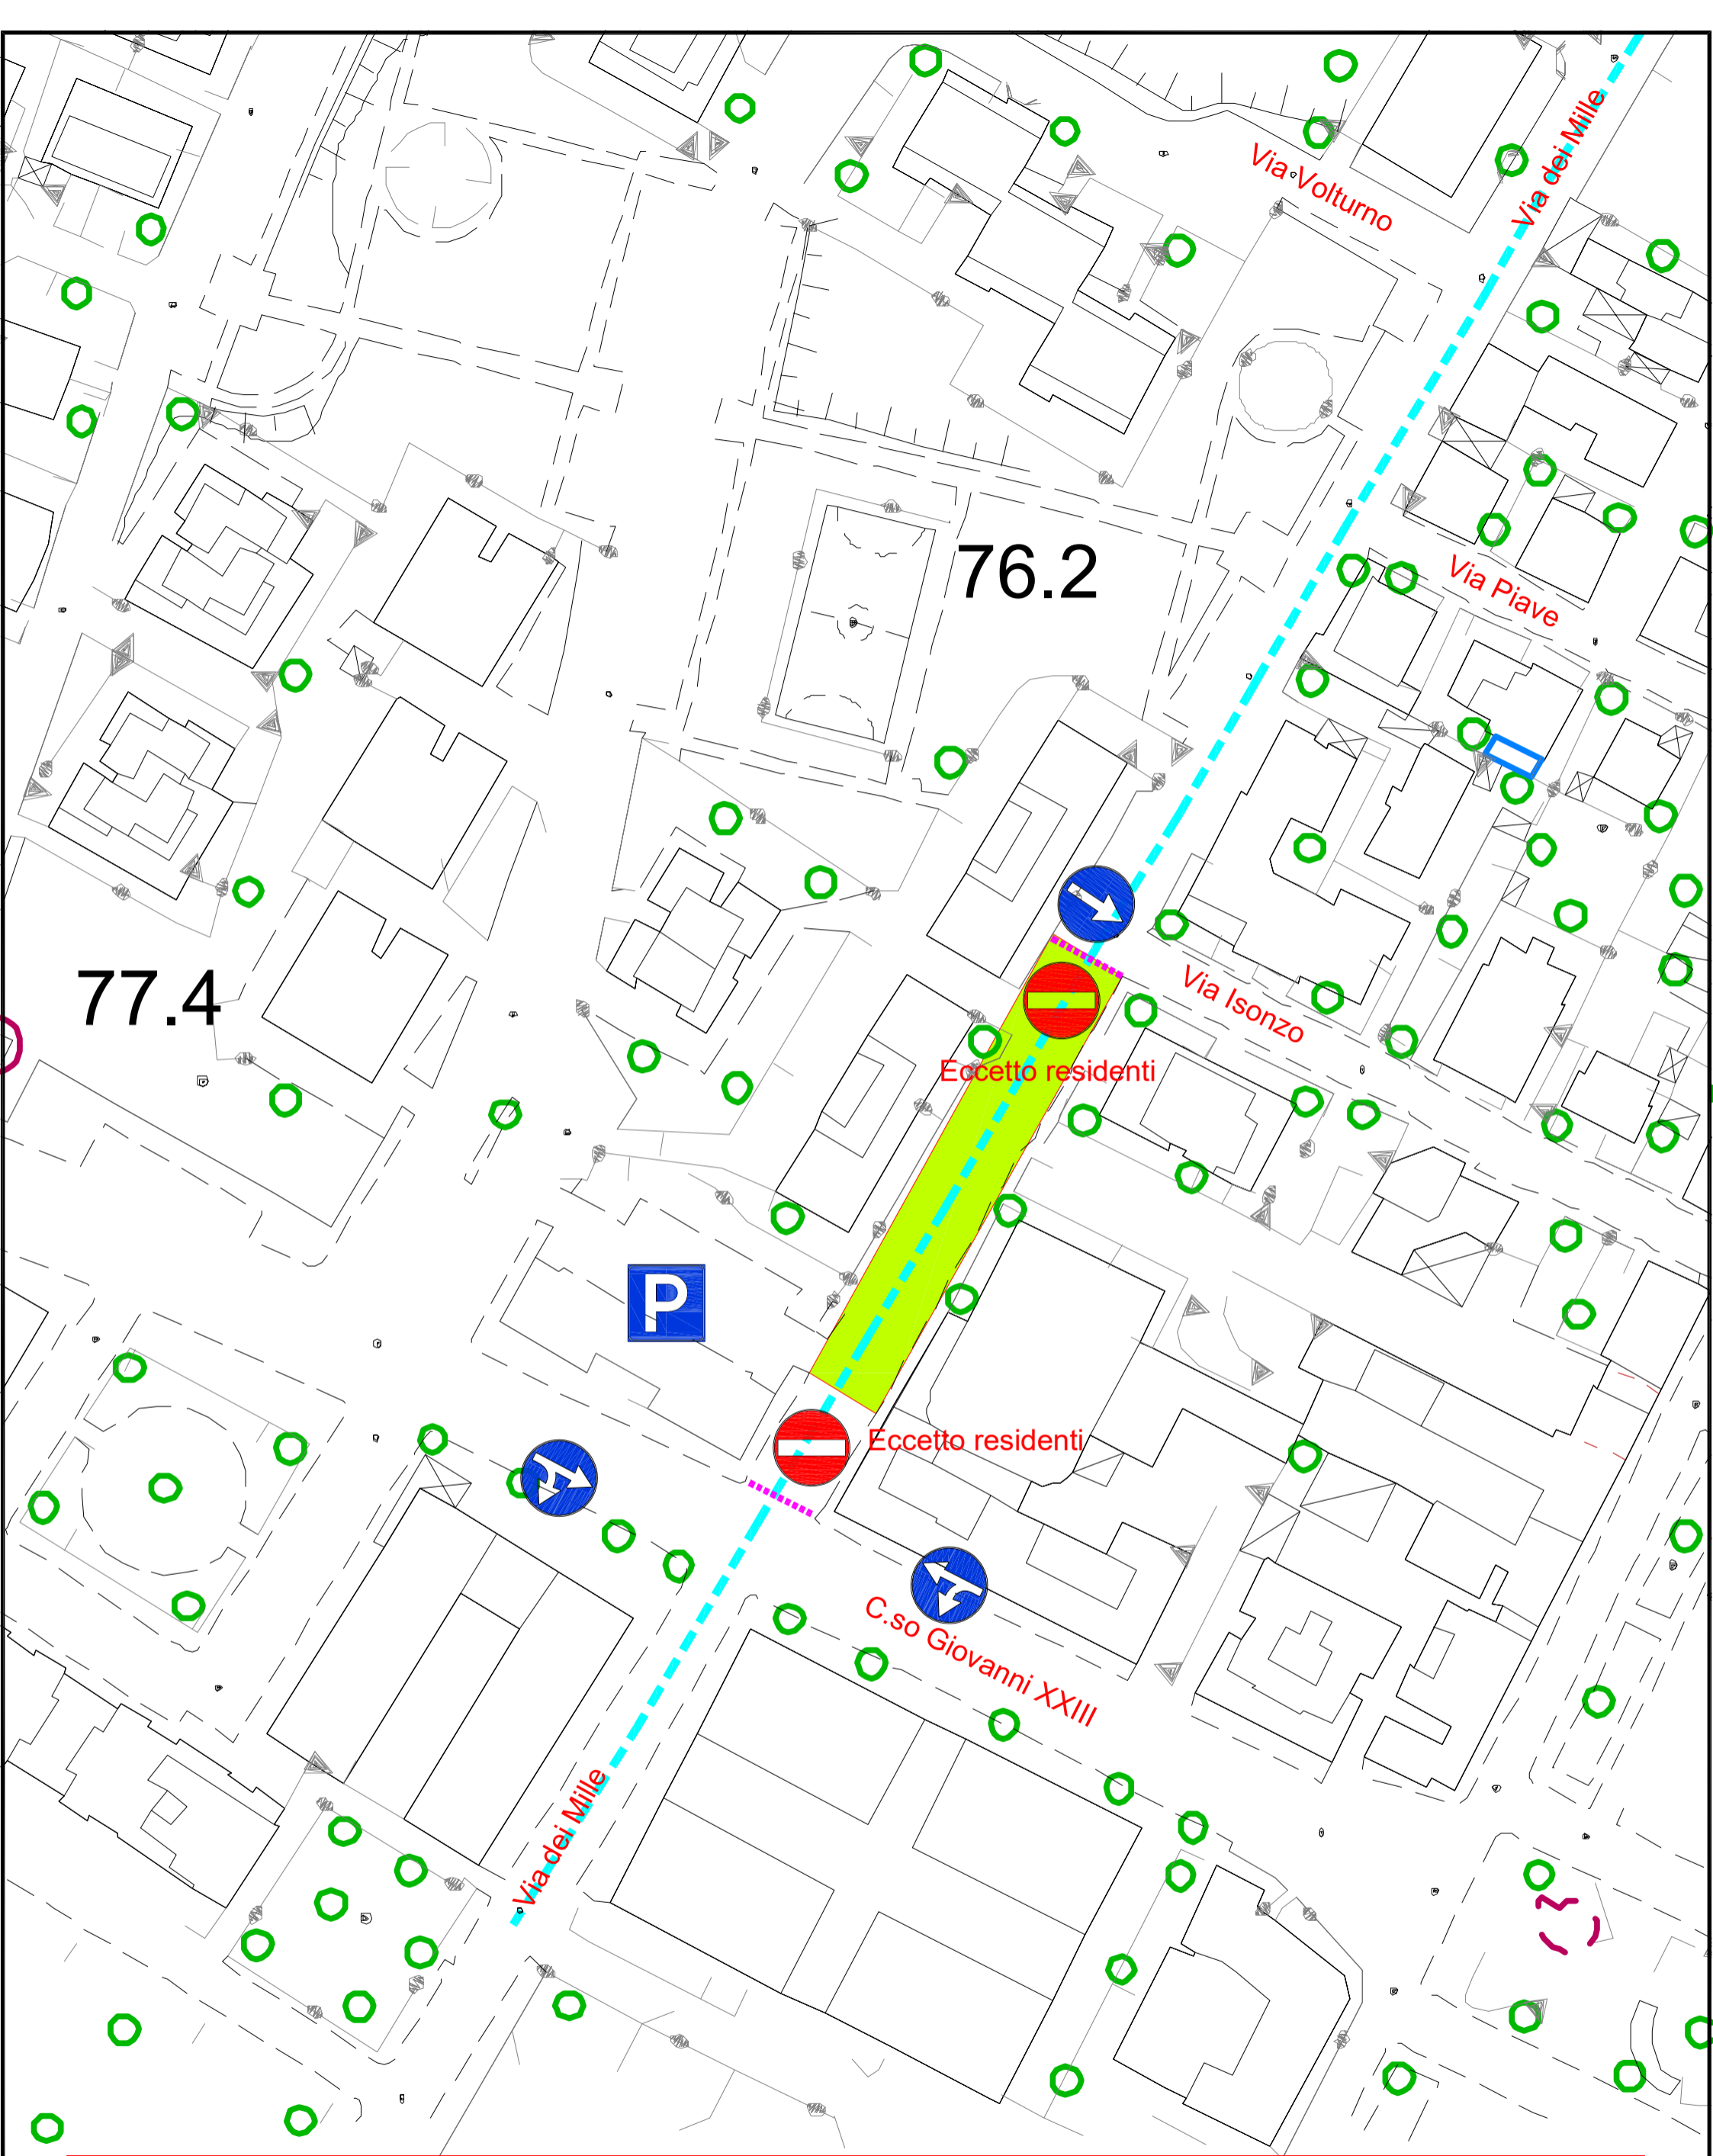 Via dei Mille
Via Volturno
76.2
Via Piave
77.4
Via Isonzo
Eccetto residenti
P
Eccetto residenti
C.so Giovanni XXIII
Via dei Mille